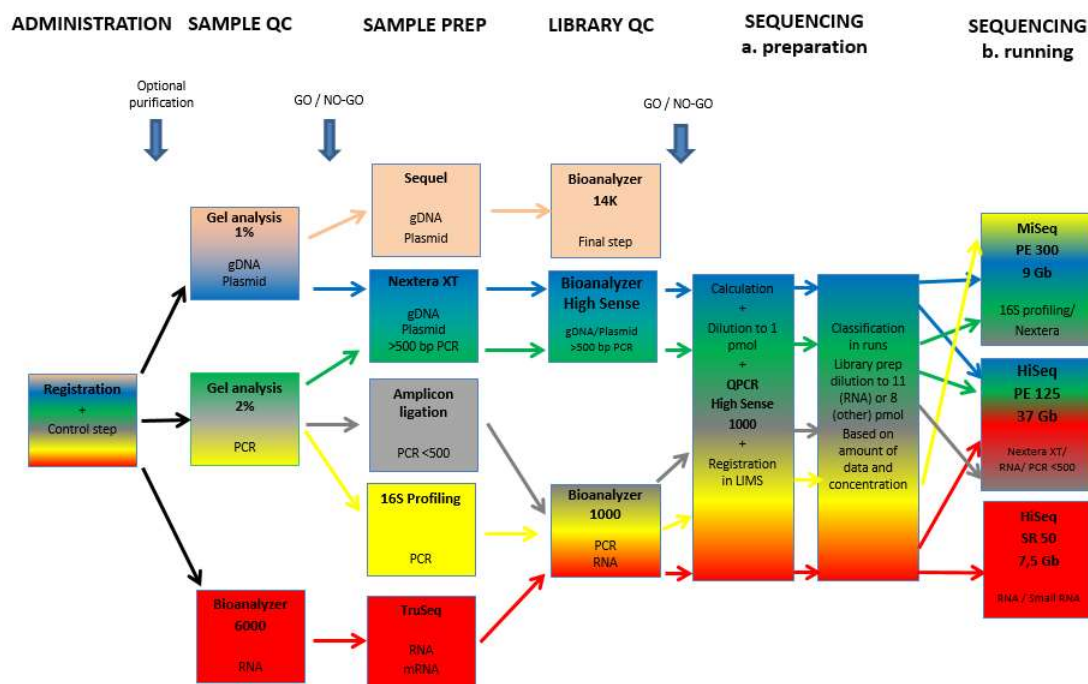 ADMINISTRATION
SAMPLE QC
SAMPLE PREP
LIBRARY QC
SEQUENCING
a. preparation
SEQUENCING
b. running
Optional
purification
GO / NO-GO
GO / NO-GO
Registration
+
Control step
Gel analysis
1%
gDNA
Plasmid
Gel analysis
2%
PCR
Bioanalyzer
6000
RNA
Sequel
gDNA
Plasmid
Nextera XT
gDNA
Plasmid
>500 bp PCR
Amplicon
ligation
PCR <500
16S Profiling
PCR
TruSeq
RNA
mRNA
Bioanalyzer
14K
Final step
Bioanalyzer
High Sense
gDNA/Plasmid
>500 bp PCR
Bioanalyzer
1000
PCR
RNA
Calculation
+
Dilution to 1
pmol
+
QPCR
High Sense
1000
+
Registration
in LIMS
Classification
in runs
Library prep
dilution to 11
(RNA) or 8
(other) pmol
Based on
amount of
data and
concentration
MiSeq
PE 300
9 Gb
16S profiling/
Nextera
HiSeq
PE 125
37 Gb
Nextera XT/
RNA/ PCR <500
HiSeq
SR 50
7,5 Gb
RNA / Small RNA